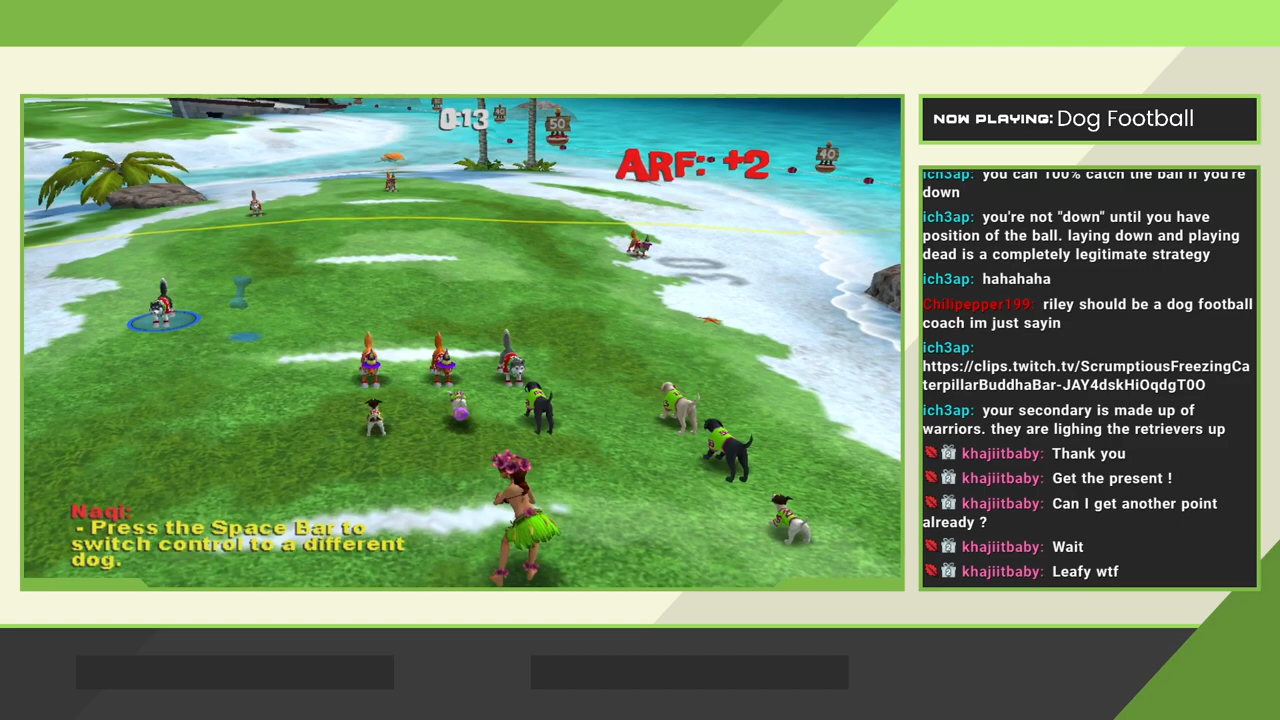 0:13
40
50
40
ARF: +2
Naqi:
- Press the Space Bar to
switch control to a different
dog.
NOW PLAYING: Dog Football
ich3ap: you can 100% catch the ball if you're
down
ich3ap: you're not "down" until you have
position of the ball. laying down and playing
dead is a completely legitimate strategy
ich3ap: hahahaha
Chilipepper199: riley should be a dog football
coach im just sayin
ich3ap:
https://clips.twitch.tv/ScrumptiousFreezingCa
terpillarBuddhaBar-JAY4dskHiOqdgTOO
ich3ap: your secondary is made up of
warriors. they are lighing the retrievers up
khajiitbaby: Thank you
khajiitbaby: Get the present !
khajiitbaby: Can I get another point
already ?
khajiitbaby: Wait
khajiitbaby: Leafy wtf